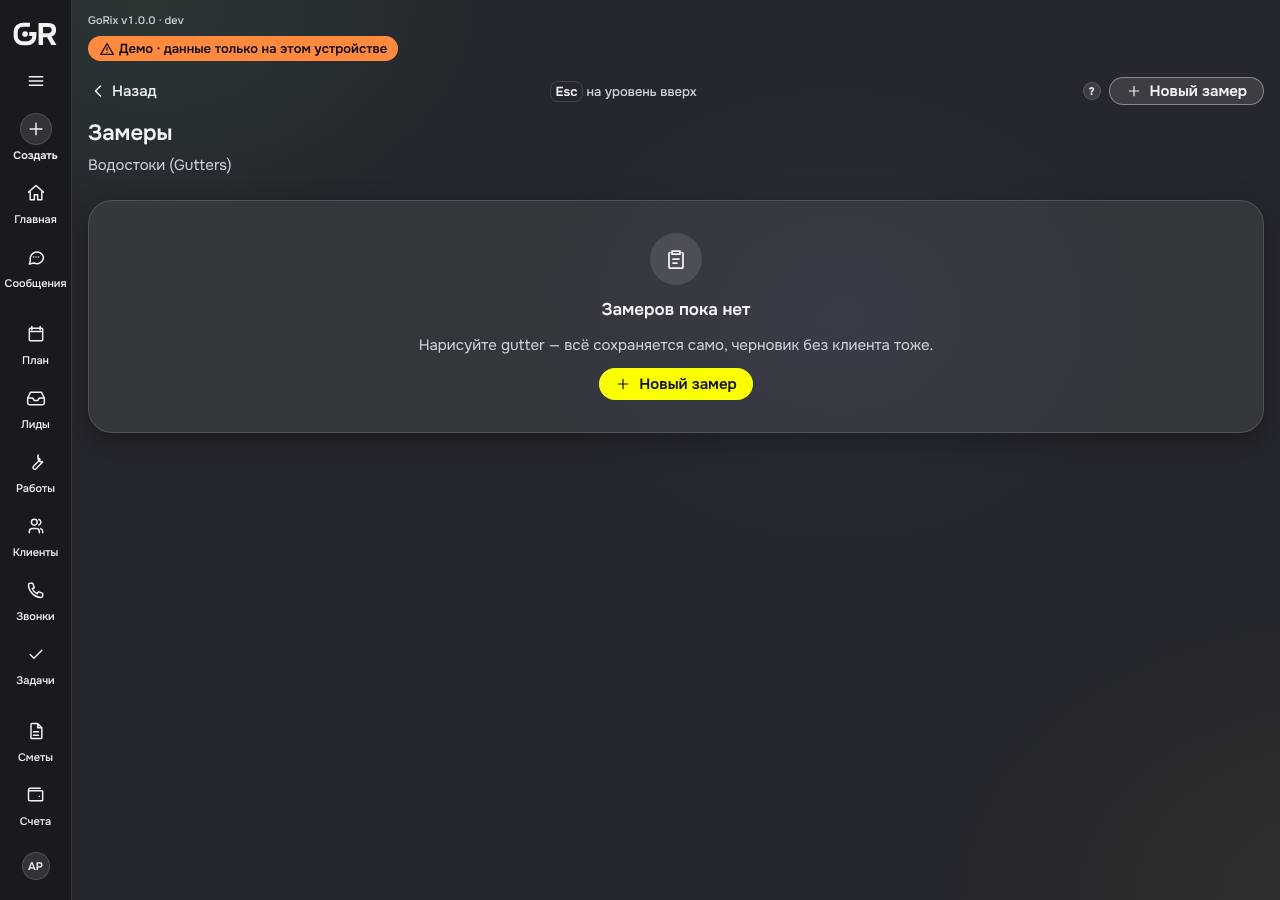 GR
GoRix v1.0.0 · dev
Демо · данные только на этом устройстве
Назад
Esc на уровень вверх
?
Новый замер
Замеры
Водостоки (Gutters)
Замеров пока нет
Нарисуйте gutter — всё сохраняется само, черновик без клиента тоже.
Новый замер
Создать
Главная
Сообщения
План
Лиды
Работы
Клиенты
Звонки
Задачи
Сметы
Счета
AP